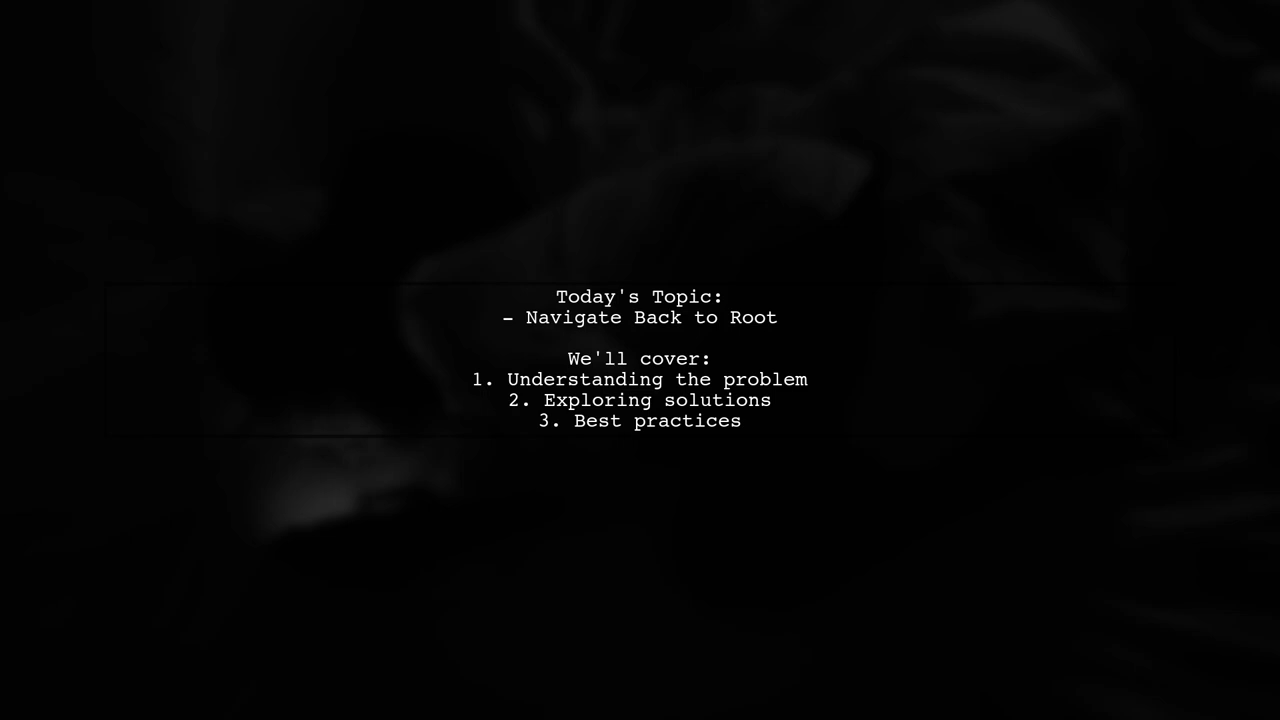 Today's Topic:
- Navigate Back to Root
We'll cover:
1. Understanding the problem
2. Exploring solutions
3. Best practices